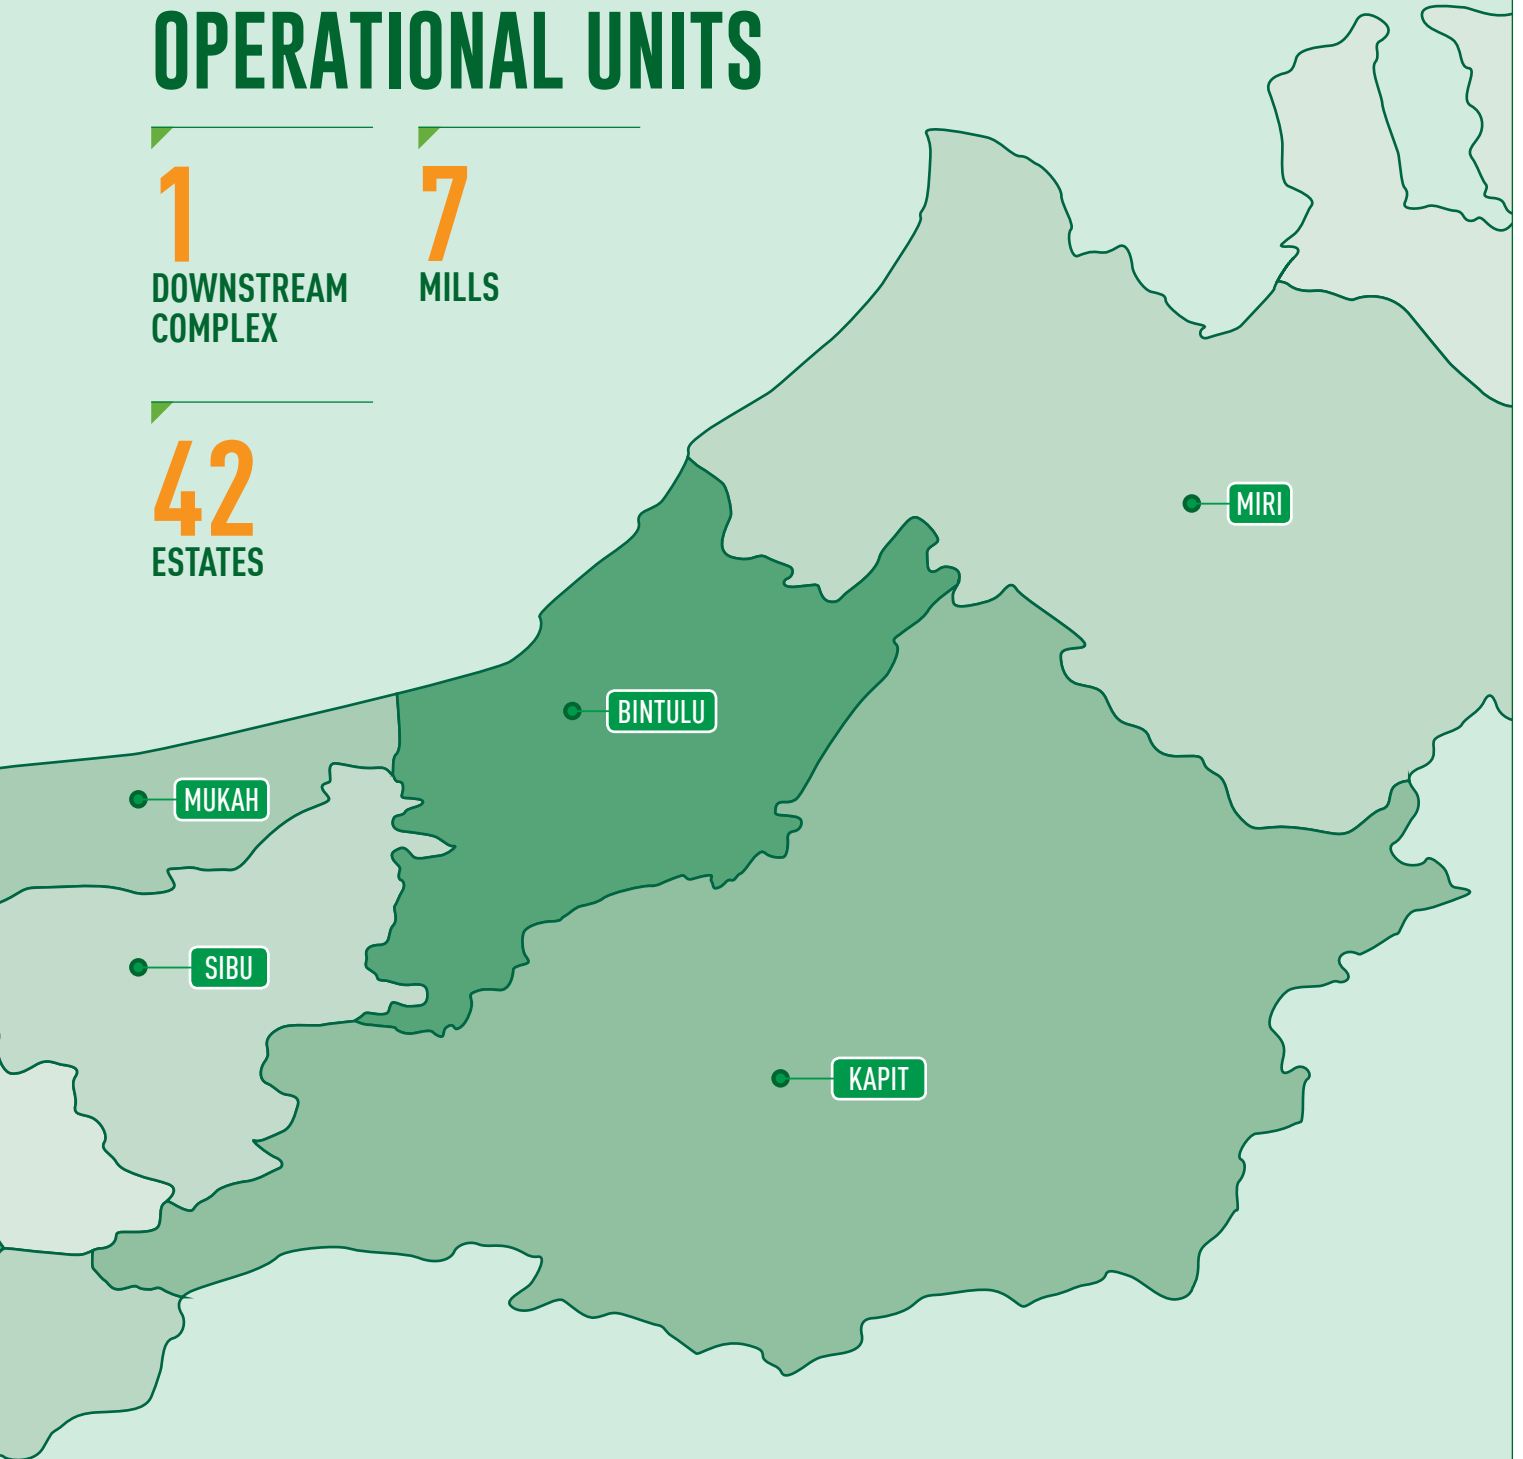 OPERATIONAL UNITS
1
DOWNSTREAM
COMPLEX
7
MILLS
42
ESTATES
MIRI
BINTULU
MUKAH
SIBU
KAPIT